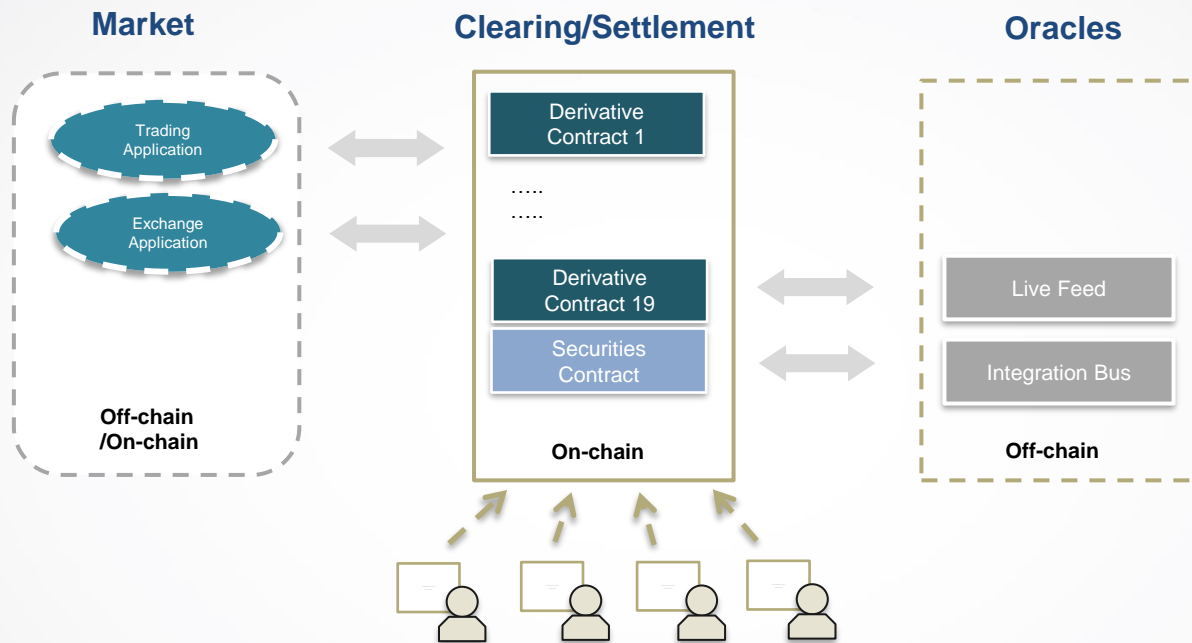 Market
Clearing/Settlement
Oracles
Trading
Application
Exchange
Application
Off-chain
/On-chain
Derivative
Contract 1
…..
…..
Derivative
Contract 19
Securities
Contract
On-chain
Live Feed
Integration Bus
Off-chain